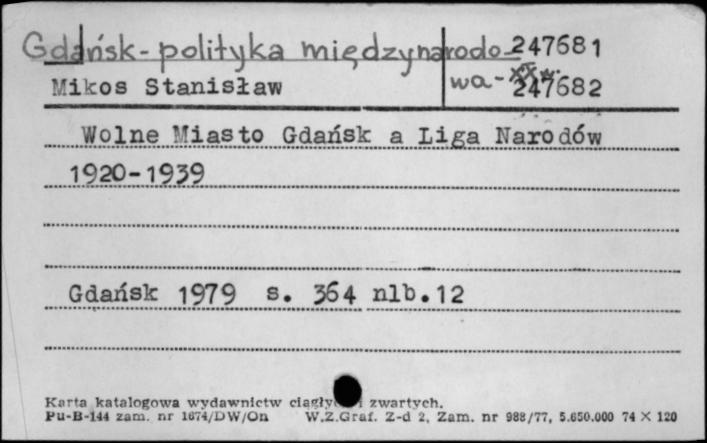 Gdańsk - polityka międzynarodo- 247681
Mikos Stanisław wa - XX w. 247682
Wolne Miasto Gdańsk a Liga Narodów
1920-1939
Gdańsk 1979 s. 364 nlb.12
Karta katalogowa wydawnictw i zwartych.
Pu-B-144 zam. nr 1674/DW/On W.Z.Graf. Z-d 2, Zam. nr 988/77, 5.650.000 74 X 120